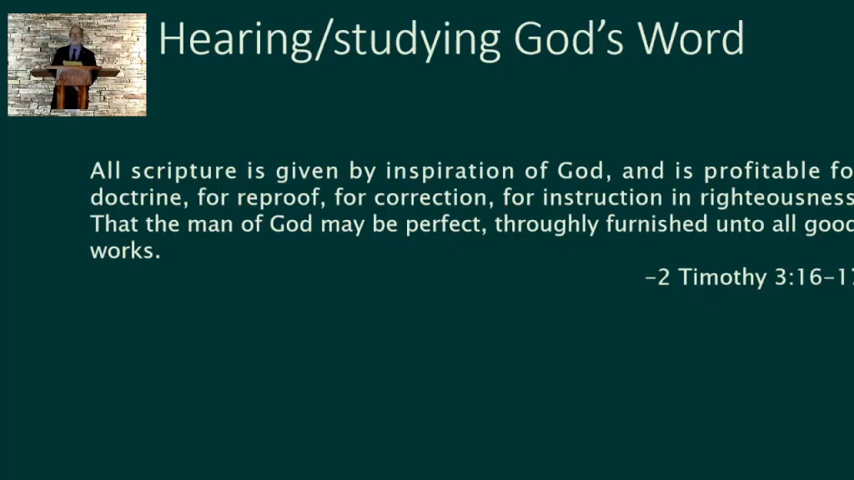 Hearing/studying God's Word
All scripture is given by inspiration of God, and is profitable fo
doctrine, for reproof, for correction, for instruction in righteousness
That the man of God may be perfect, throughly furnished unto all good
works.
-2 Timothy 3:16-17